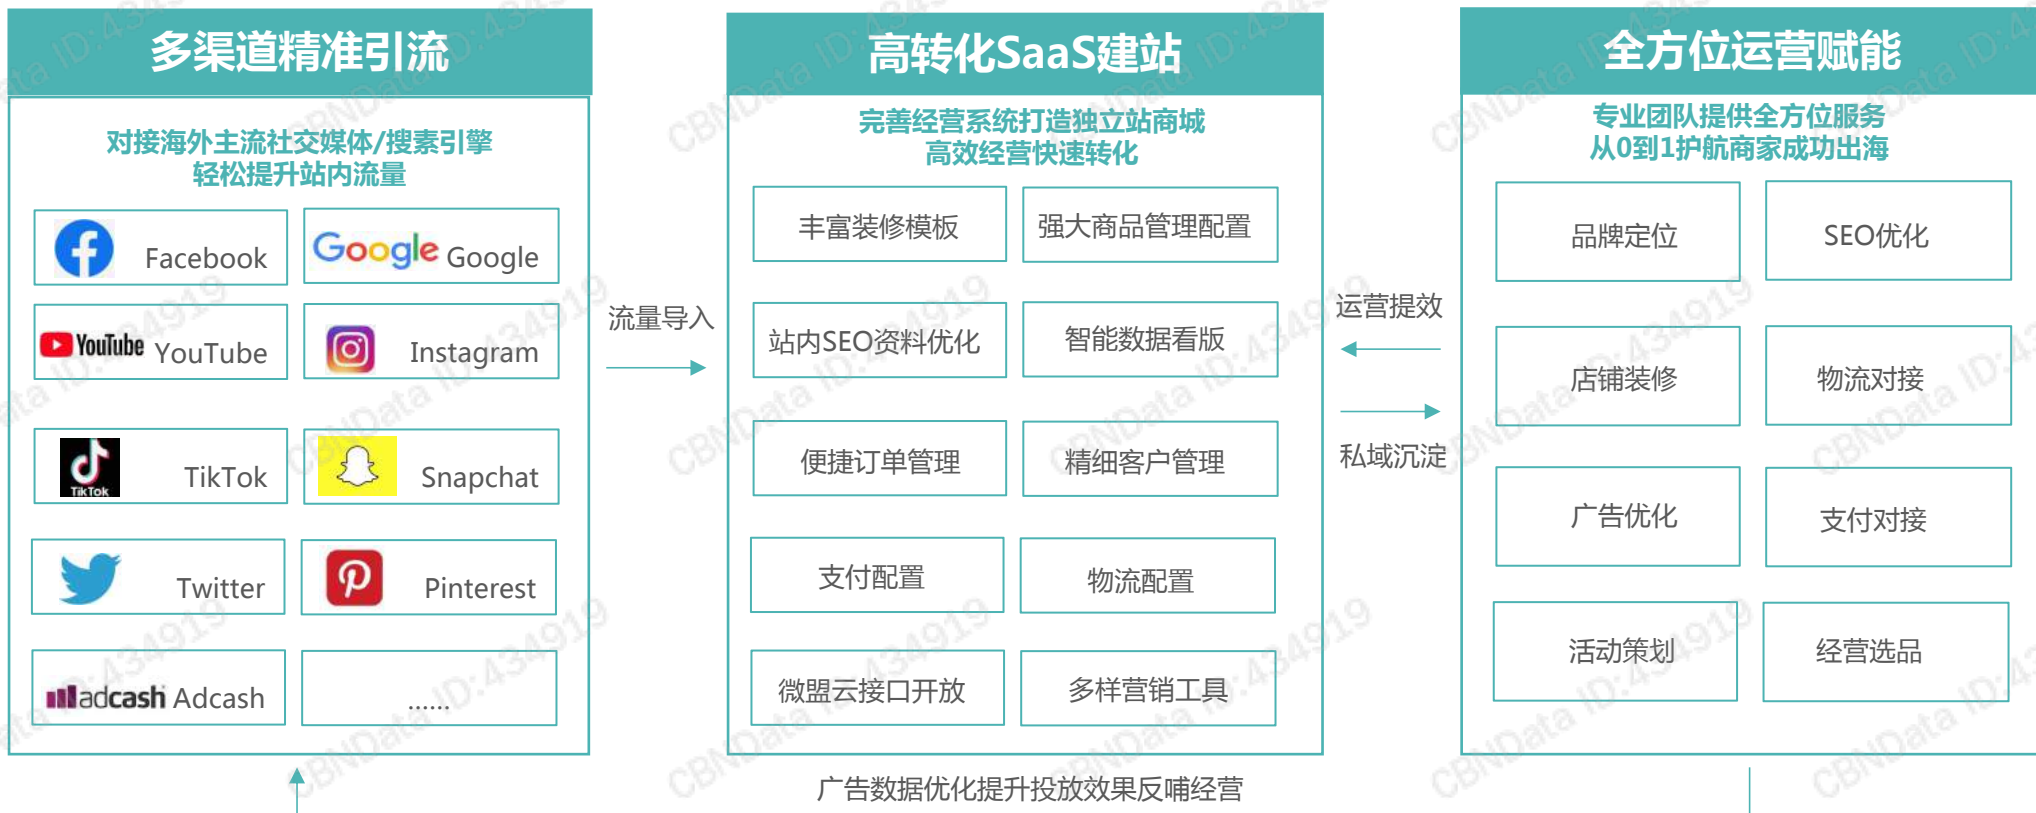 多渠道精准引流
对接海外主流社交媒体/搜素引擎
轻松提升站内流量
Facebook
Google Google
YouTube YouTube
Instagram
TikTok TikTok
Snapchat
Twitter
Pinterest
adcash Adcash
......
流量导入
高转化SaaS建站
完善经营系统打造独立站商城
高效经营快速转化
丰富装修模板
强大商品管理配置
站内SEO资料优化
智能数据看版
便捷订单管理
精细客户管理
支付配置
物流配置
微盟云接口开放
多样营销工具
运营提效
私域沉淀
全方位运营赋能
专业团队提供全方位服务
从0到1护航商家成功出海
品牌定位
SEO优化
店铺装修
物流对接
广告优化
支付对接
活动策划
经营选品
广告数据优化提升投放效果反哺经营
CBNData ID:434919